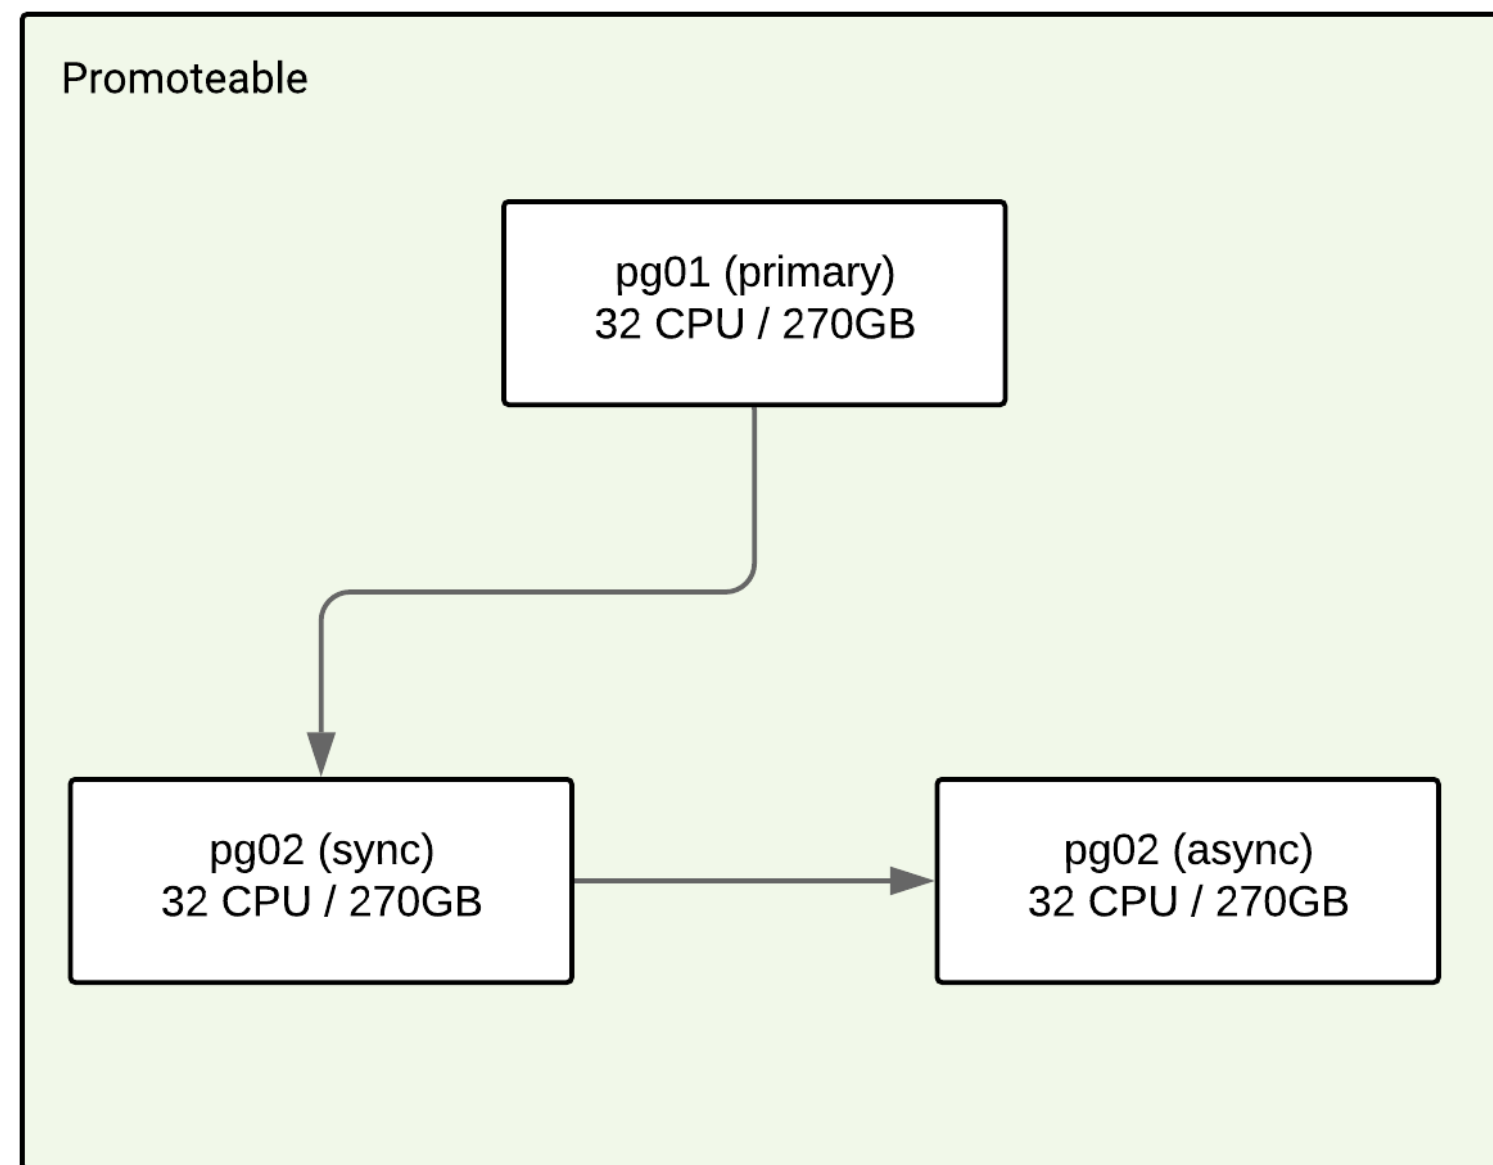 Promoteable
pg01 (primary)
32 CPU / 270GB
pg02 (sync)
32 CPU / 270GB
pg02 (async)
32 CPU / 270GB